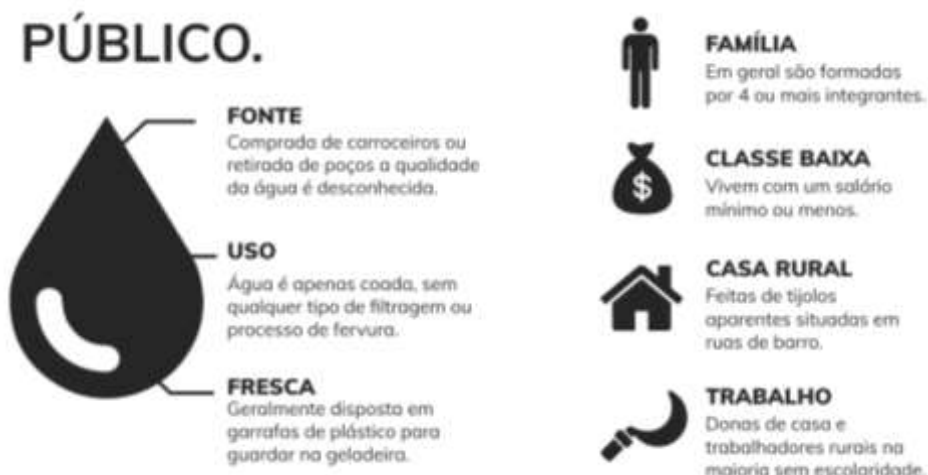 PÚBLICO.
FONTE
Comprada de carroceiros ou
retirada de poços a qualidade
da água é desconhecida.
USO
Água é apenas coada, sem
qualquer tipo de filtragem ou
processo de fervura.
FRESCA
Geralmente disposta em
garrafas de plástico para
guardar na geladeira.
FAMÍLIA
Em geral são formadas
por 4 ou mais integrantes.
$
CLASSE BAIXA
Vivem com um salário
mínimo ou menos.
CASA RURAL
Feitas de tijolos
aparentes situadas em
ruas de barro.
TRABALHO
Donas de casa e
trabalhadores rurais na
maioria sem escolaridade.